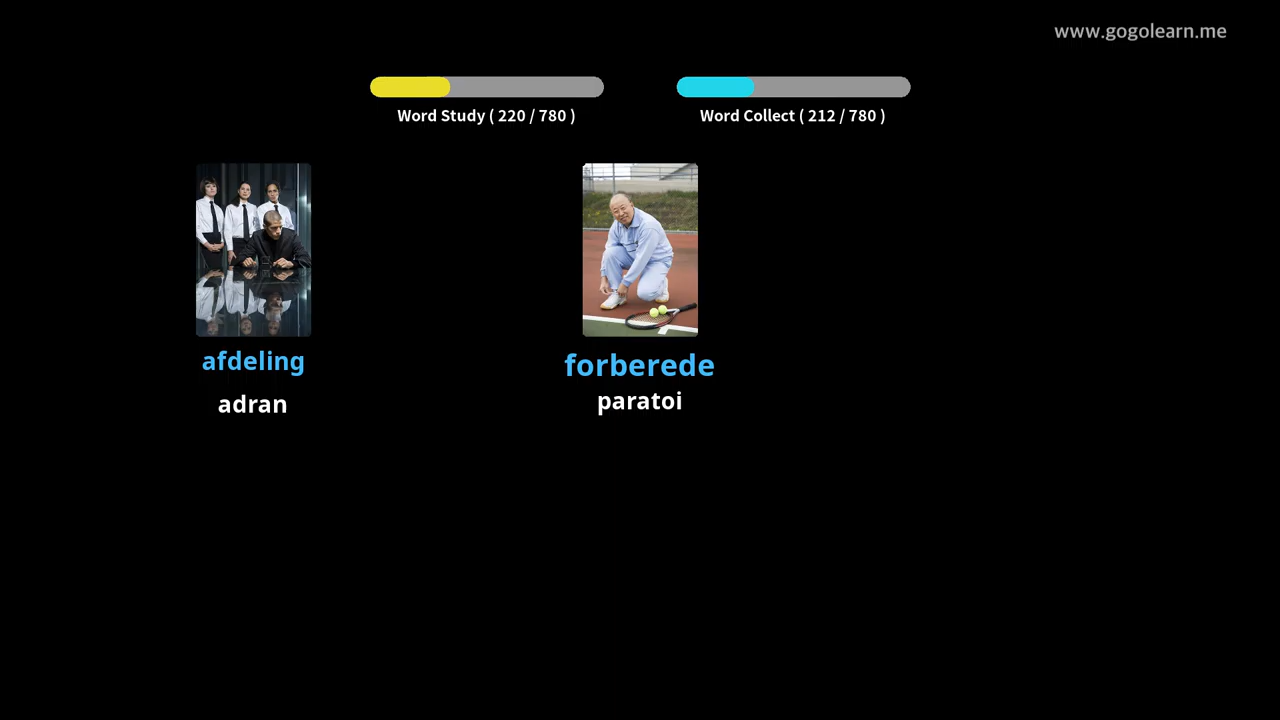 www.gogolearn.me
Word Study ( 220 / 780 )
Word Collect ( 212 / 780 )
afdeling
adran
forberede
paratoi